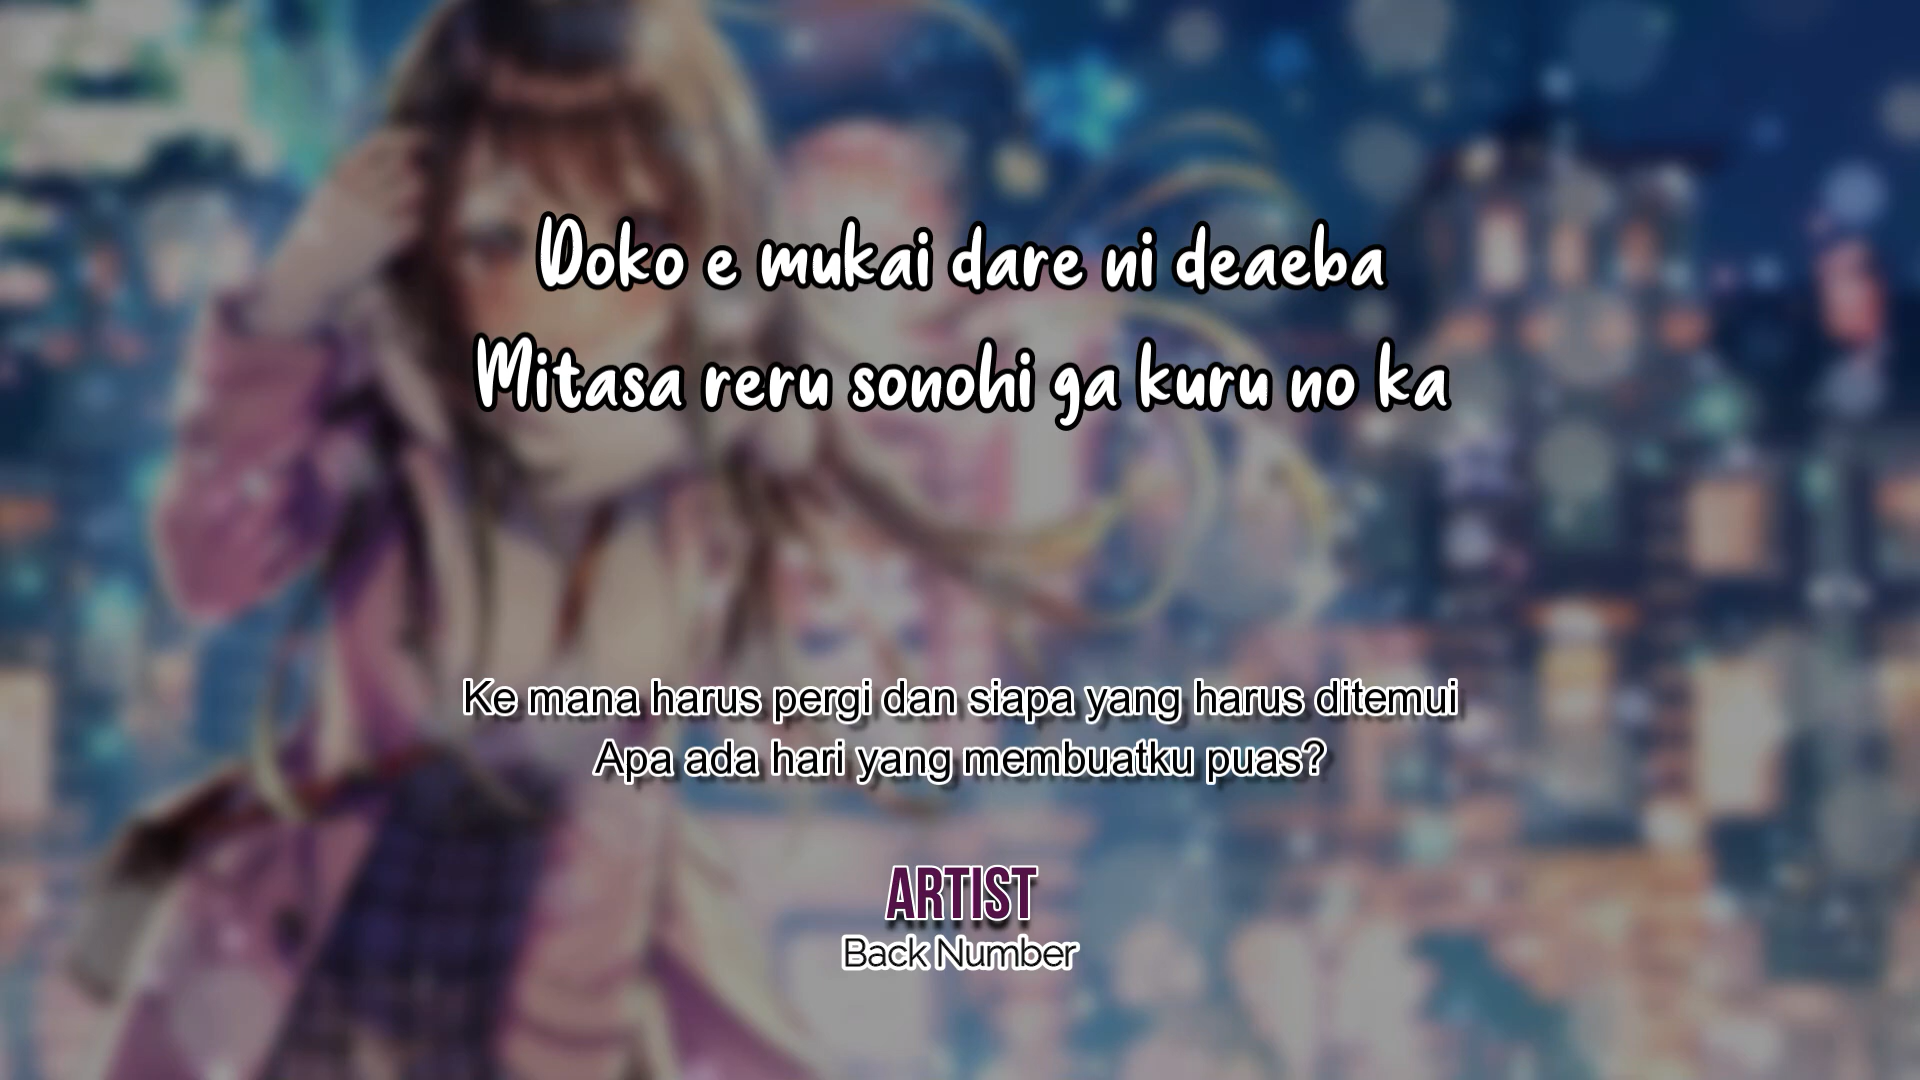 Doko e mukai dare ni deaeba
Mitasa reru sonohi ga kuru no ka
Ke mana harus pergi dan siapa yang harus ditemui
Apa ada hari yang membuatku puas?
ARTIST
Back Number